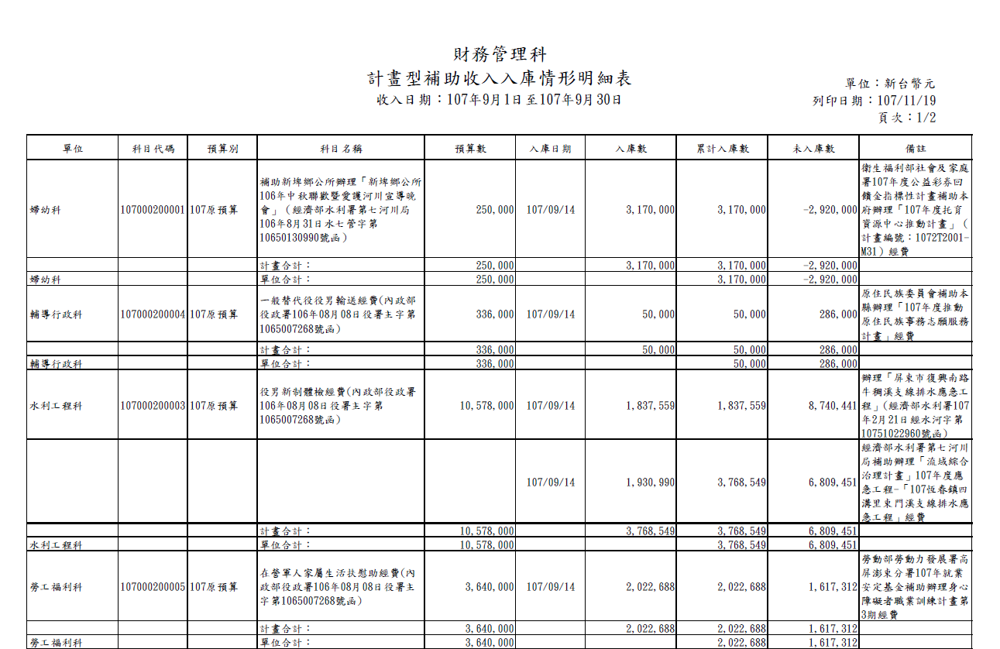 財務管理科
計畫型補助收入入庫情形明細表
收入日期：107年9月1日至107年9月30日
單位：新台幣元
列印日期：107/11/19
頁次：1/2
單位 科目代碼 預算別 科目名稱 預算數 入庫日期 入庫數 累計入庫數 未入庫數 備註
婦幼科 107000200001 107原預算
補助新埤鄉公所辦理「新埤鄉公所
106年中秋聯歡暨愛護河川宣導晚
會」（經濟部水利署第七河川局
106年8月31日水七管字第
10650130990號函）
250,000 107/09/14 3,170,000 3,170,000 -2,920,000
衛生福利部社會及家庭
署107年度公益彩券回
饋金指標性計畫補助本
府辦理「107年度托育
資源中心推動計畫」（
計畫編號：1072T2001-
M31）經費
計畫合計： 250,000 3,170,000 3,170,000 -2,920,000
婦幼科 單位合計： 250,000 3,170,000 -2,920,000
輔導行政科 107000200004 107原預算
一般替代役役男輸送經費(內政部
役政署106年08月08日役署主字第
1065007268號函)
336,000 107/09/14 50,000 50,000 286,000
原住民族委員會補助本
縣辦理「107年度推動
原住民族事務志願服務
計畫」經費
計畫合計： 336,000 50,000 50,000 286,000
輔導行政科 單位合計： 336,000 50,000 286,000
水利工程科 107000200003 107原預算
役男新制體檢經費(內政部役政署
106年08月08日役署主字第
1065007268號函)
10,578,000 107/09/14 1,837,559 1,837,559 8,740,441
辦理「屏東市復興南路
牛稠溪支線排水應急工
程」(經濟部水利署107
年2月21日經水河字第
10751022960號函)
107/09/14 1,930,990 3,768,549 6,809,451
經濟部水利署第七河川
局補助辦理「流域綜合
治理計畫」107年度應
急工程-「107恆春鎮四
溝里東門溪支線排水應
急工程」經費
計畫合計： 10,578,000 3,768,549 3,768,549 6,809,451
水利工程科 單位合計： 10,578,000 3,768,549 6,809,451
勞工福利科 107000200005 107原預算
在營軍人家屬生活扶慰助經費(內
政部役政署106年08月08日役署主
字第1065007268號函)
3,640,000 107/09/14 2,022,688 2,022,688 1,617,312
勞動部勞動力發展署高
屏澎東分署107年就業
安定基金補助辦理身心
障礙者職業訓練計畫第
3期經費
計畫合計： 3,640,000 2,022,688 2,022,688 1,617,312
勞工福利科 單位合計： 3,640,000 2,022,688 1,617,312